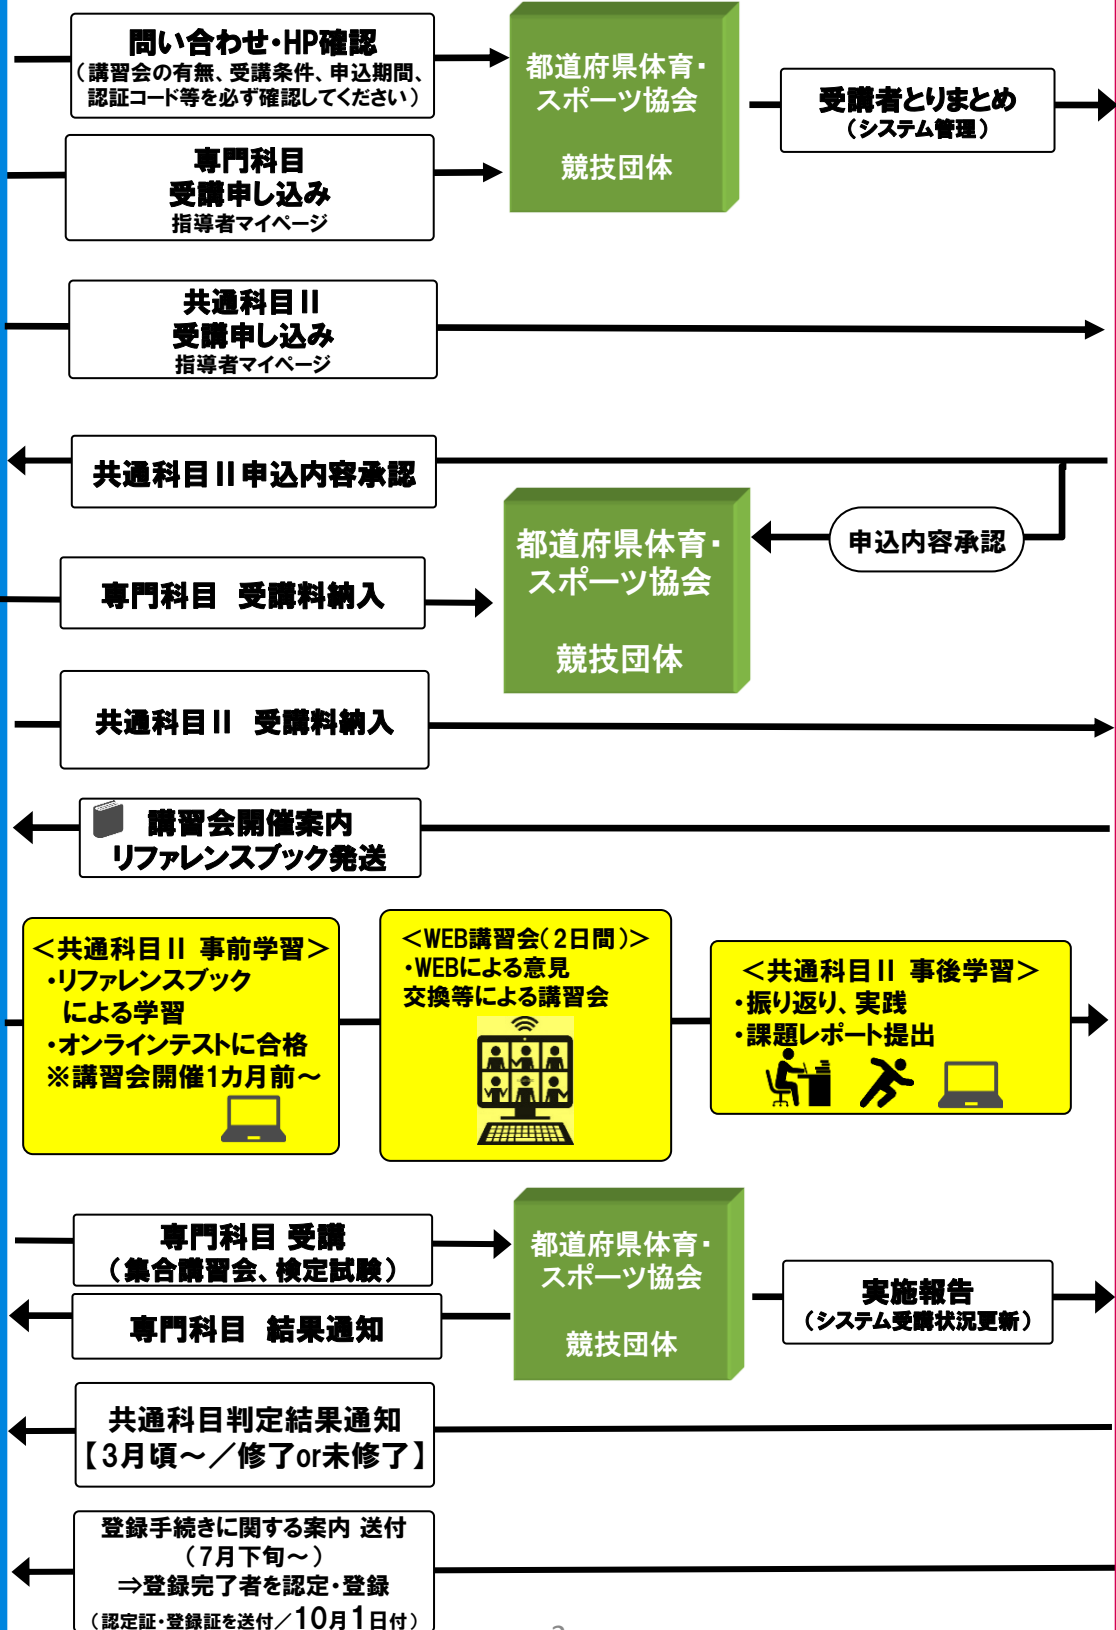 問い合わせ・HP確認
（講習会の有無、受講条件、申込期間、
認証コード等を必ず確認してください）
都道府県体育・
スポーツ協会
競技団体
受講者とりまとめ
（システム管理）
専門科目
受講申し込み
指導者マイページ
共通科目Ⅱ
受講申し込み
指導者マイページ
共通科目Ⅱ申込内容承認
都道府県体育・
スポーツ協会
競技団体
申込内容承認
専門科目　受講料納入
共通科目Ⅱ　受講料納入
講習会開催案内
リファレンスブック発送
＜共通科目Ⅱ 事前学習＞
・リファレンスブック
による学習
・オンラインテストに合格
※講習会開催1カ月前～
＜WEB講習会（2日間）＞
・WEBによる意見
交換等による講習会
＜共通科目Ⅱ 事後学習＞
・振り返り、実践
・課題レポート提出
専門科目 受講
（集合講習会、検定試験）
都道府県体育・
スポーツ協会
競技団体
専門科目　結果通知
実施報告
（システム受講状況更新）
共通科目判定結果通知
【3月頃～／修了or未修了】
登録手続きに関する案内 送付
（7月下旬～）
⇒登録完了者を認定・登録
（認定証・登録証を送付／10月1日付）